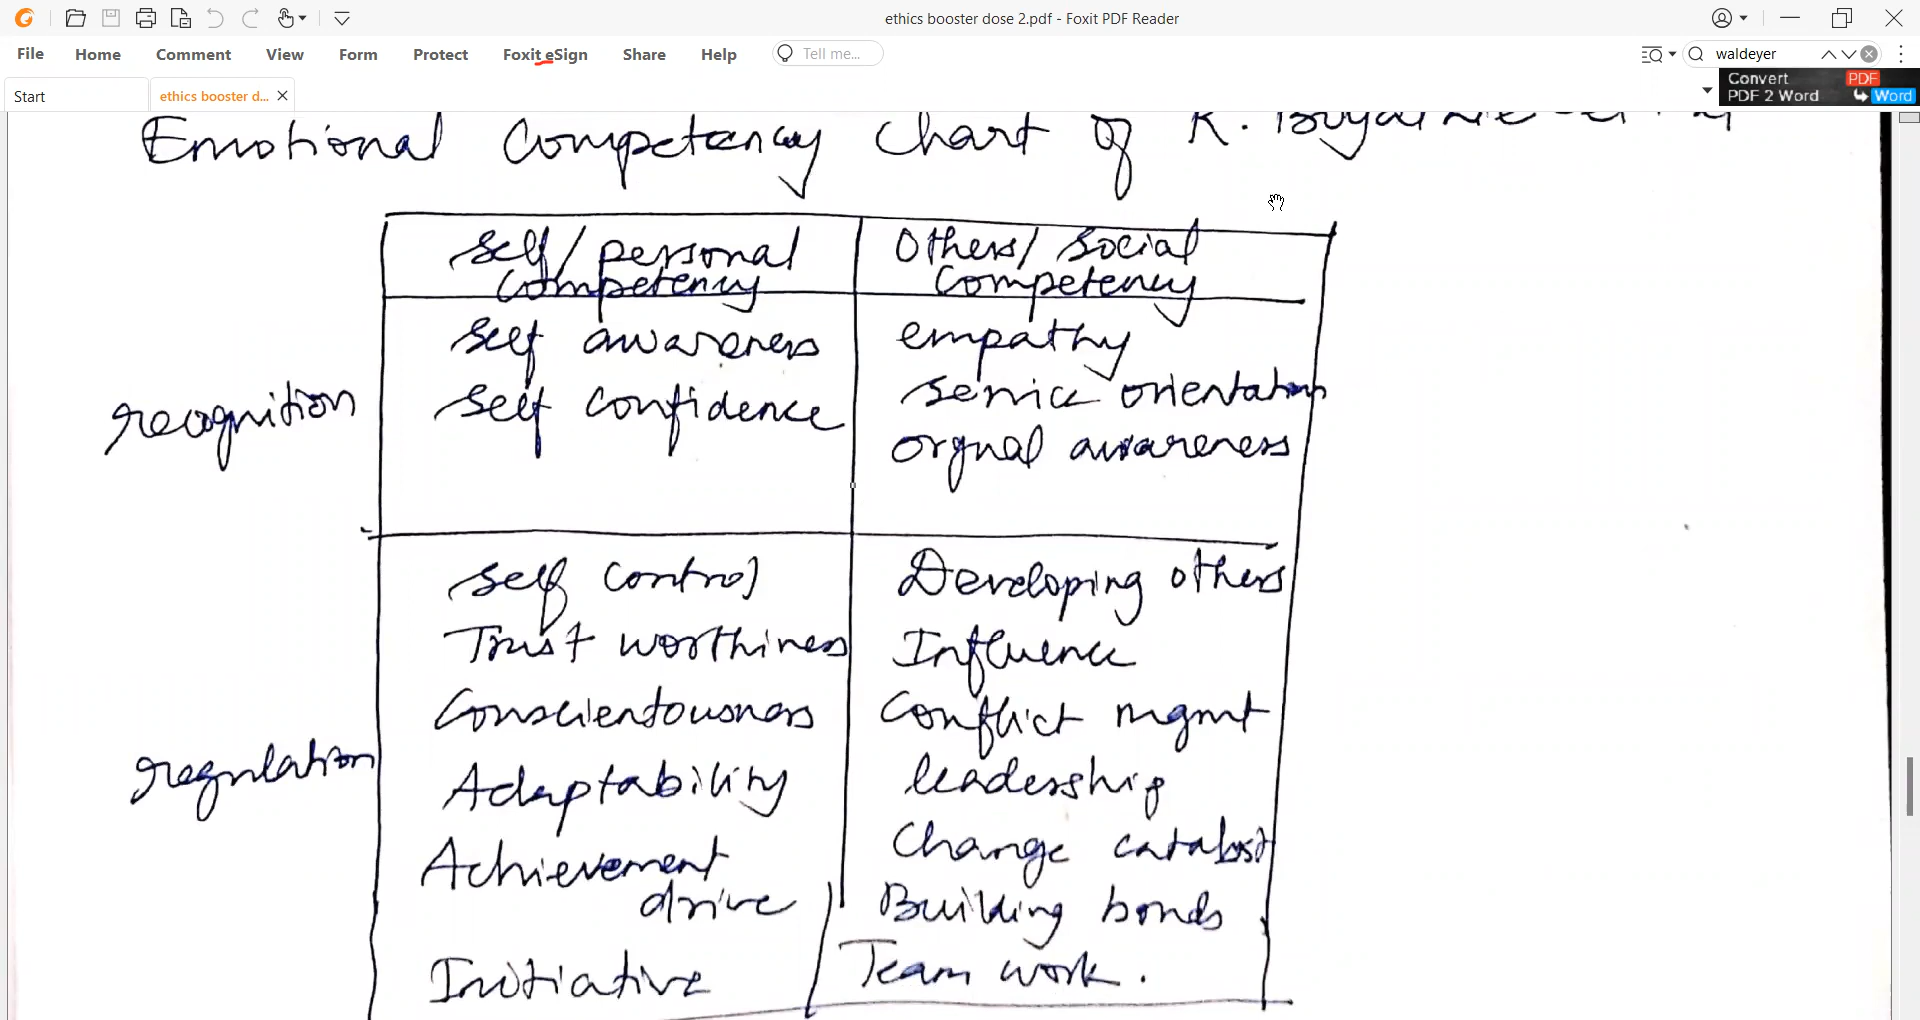 ethics booster dose 2.pdf - Foxit PDF Reader
File Home Comment View Form Protect Foxit eSign Share Help Tell me... waldeyer
Convert PDF
PDF 2 Word Word
Start ethics booster d...
Emotional Competency Chart of R.
Self/personal Competency
Others/ Social Competency
recognition
Self awareness
Self Confidence
empathy
Service orientation
orgnal awareness
regulation
Self control
Trust worthiness
Conscientousness
Adaptability
Achievement drive
Initiative
Developing others
Influence
Conflict mgmt
leadership
Change catalyst
Building bonds
Team work.